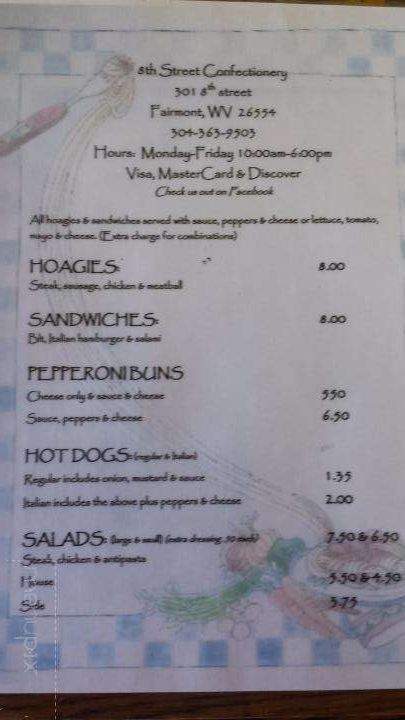 8th Street Confectionery
301 8th street
Fairmont, WV 26554
304-363-9503
Hours: Monday-Friday 10:00am-6:00pm
Visa, MasterCard & Discover
Check us out on Facebook
All hoagies & sandwiches served with sauce, peppers & cheese or lettuce, tomato,
mayo & cheese. (Extra charge for combinations)
HOAGIES: 8.00
Steak, sausage, chicken & meatball
SANDWICHES: 8.00
Blt, Italian hamburger & salami
PEPPERONI BUNS
Cheese only & sauce & cheese 550
Sauce, peppers & cheese 6.50
HOT DOGS: (regular & Italian)
Regular includes onion, mustard & sauce 1.35
Italian includes the above plus peppers & cheese 2.00
SALADS: (large & small) (extra dressing .50 each) 7.50 & 6.50
Steak, chicken & antipasto
House 5.50 & 4.50
Side 3.75